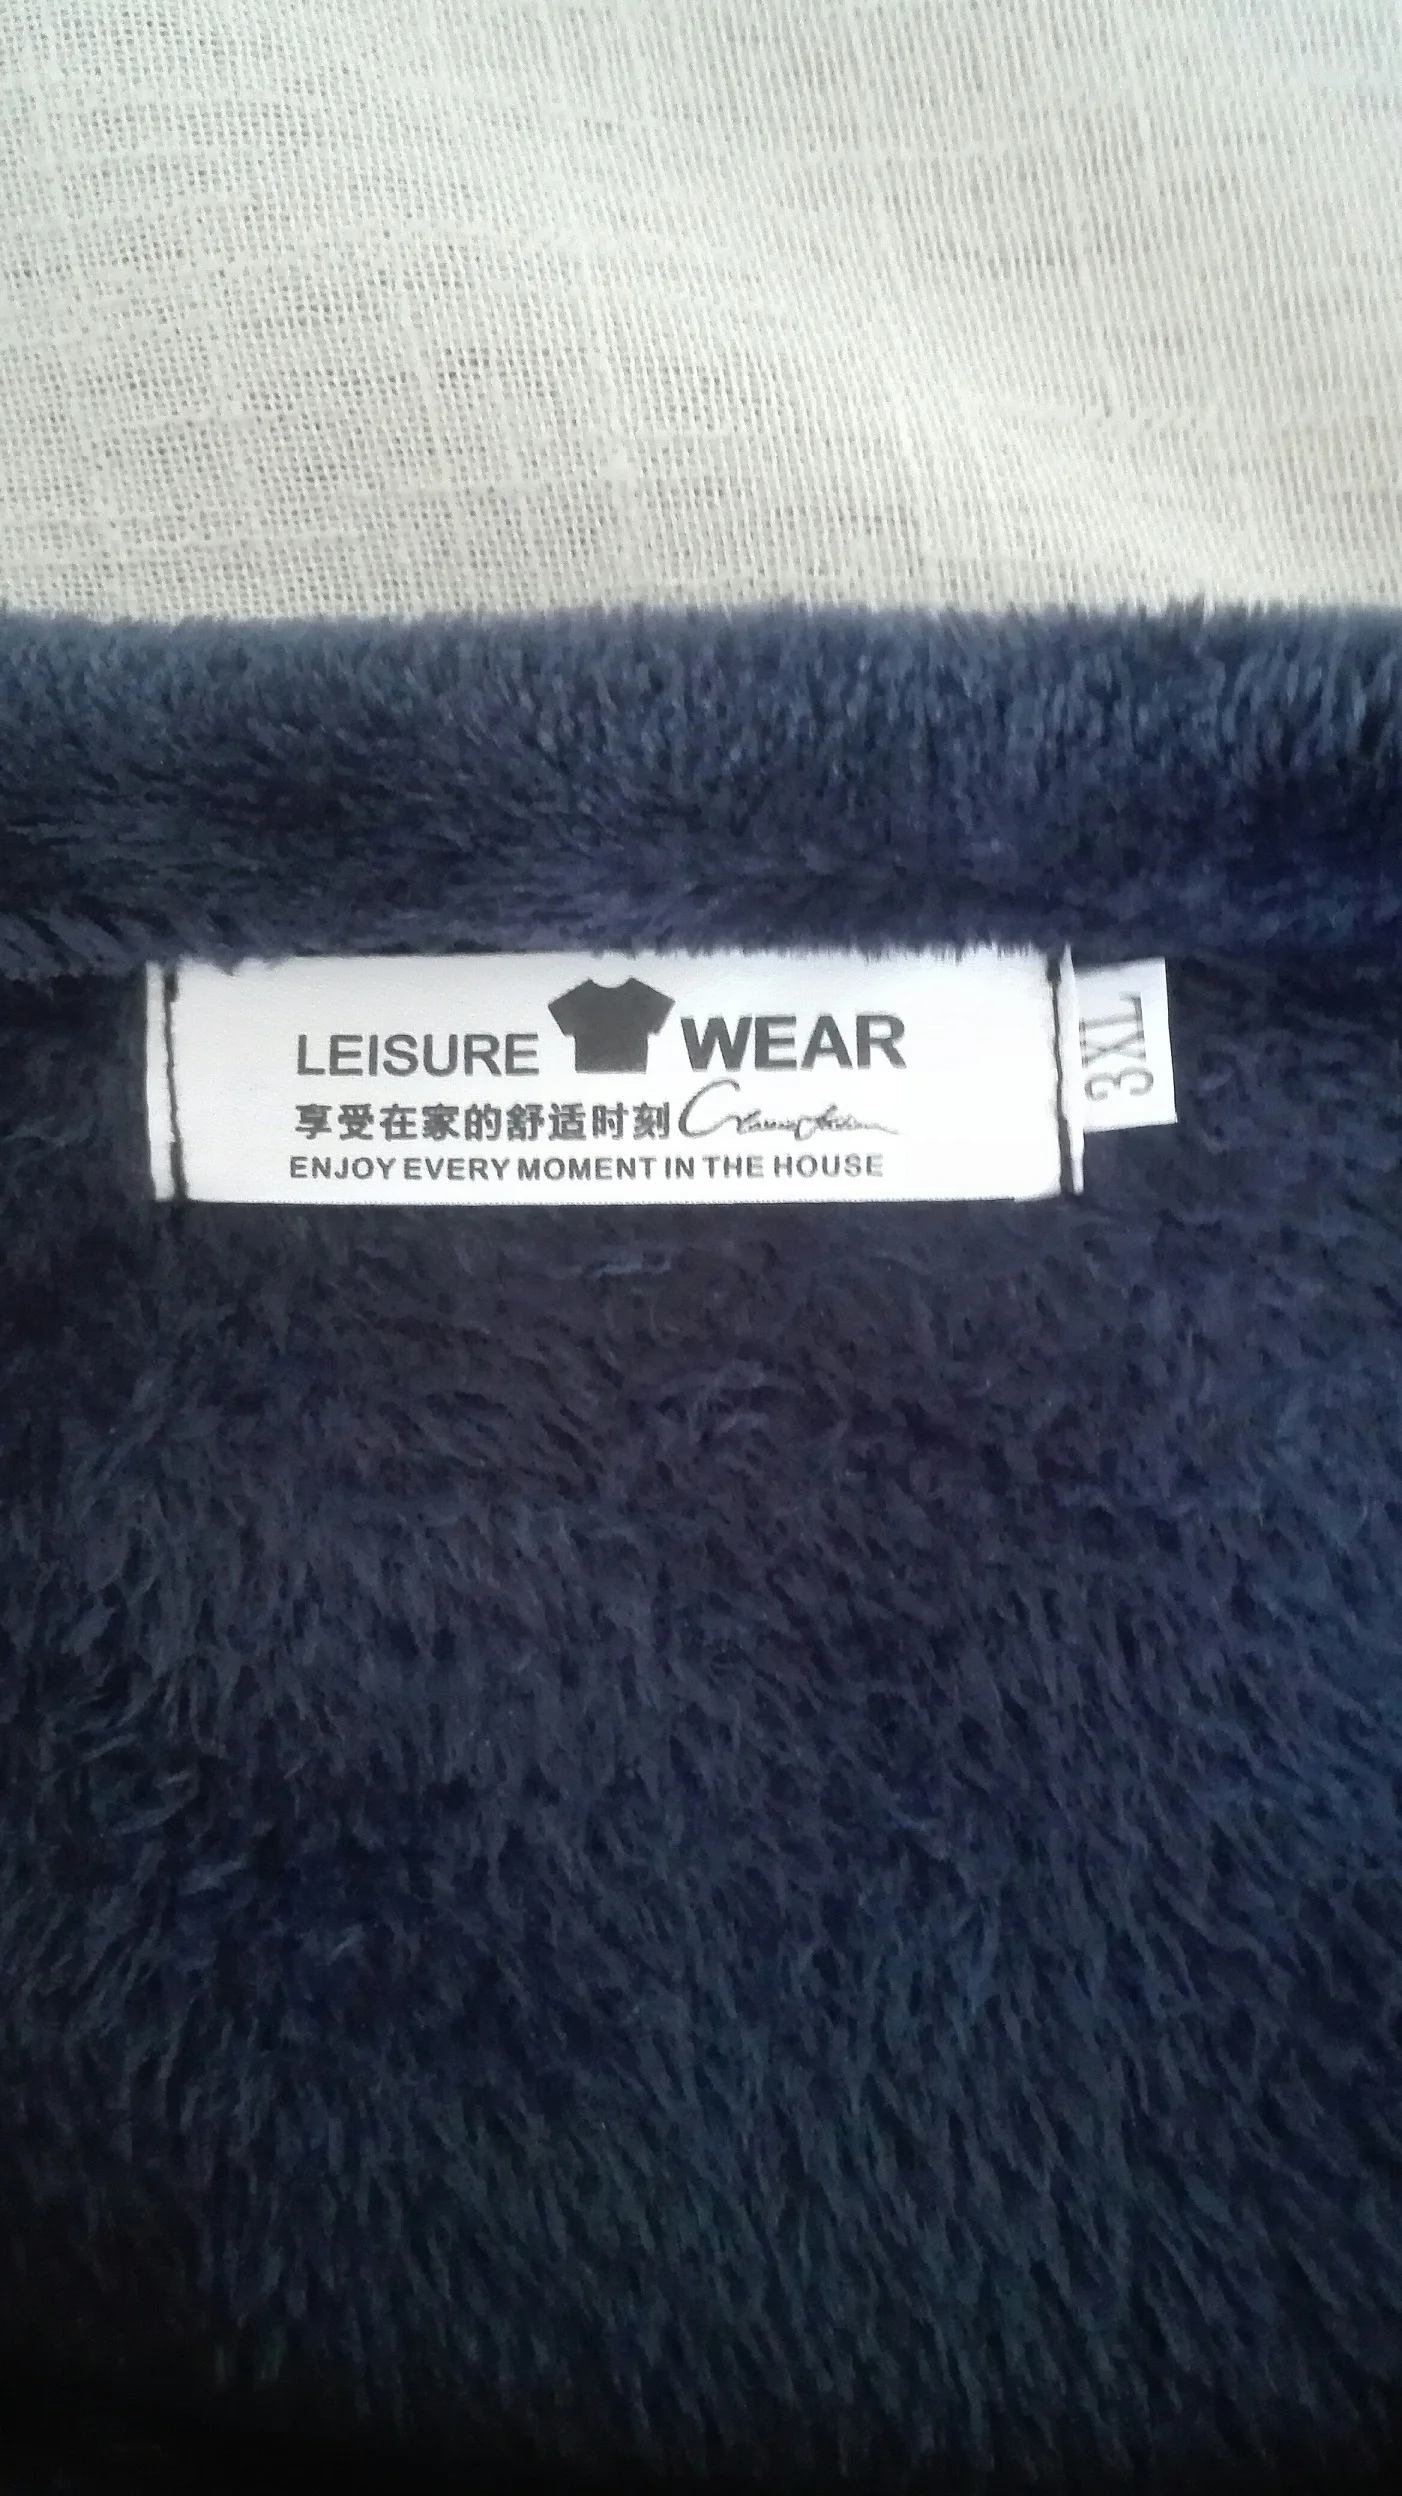 LEISURE WEAR
享受在家的舒适时刻
ENJOY EVERY MOMENT IN THE HOUSE
3XL